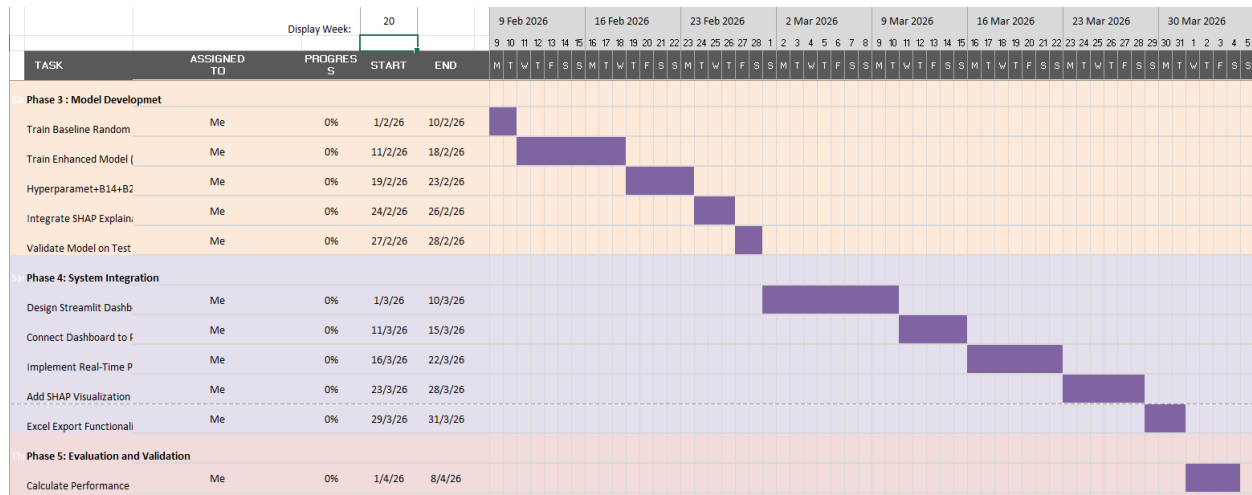 Display Week: 20 9 Feb 2026 16 Feb 2026 23 Feb 2026 2 Mar 2026 9 Mar 2026 16 Mar 2026 23 Mar 2026 30 Mar 2026
9 10 11 12 13 14 15 16 17 18 19 20 21 22 23 24 25 26 27 28 1 2 3 4 5 6 7 8 9 10 11 12 13 14 15 16 17 18 19 20 21 22 23 24 25 26 27 28 29 30 31 1 2 3 4 5
TASK ASSIGNED TO PROGRES S START END M T W T F S S M T W T F S S M T W T F S S M T W T F S S M T W T F S S M T W T F S S M T W T F S S M T W T F S S
Phase 3 : Model Developmet
Train Baseline Random Me 0% 1/2/26 10/2/26
Train Enhanced Model ( Me 0% 11/2/26 18/2/26
Hyperparamet+B14+B2 Me 0% 19/2/26 23/2/26
Integrate SHAP Explain Me 0% 24/2/26 26/2/26
Validate Model on Test Me 0% 27/2/26 28/2/26
Phase 4: System Integration
Design Streamlit Dashb Me 0% 1/3/26 10/3/26
Connect Dashboard to P Me 0% 11/3/26 15/3/26
Implement Real-Time P Me 0% 16/3/26 22/3/26
Add SHAP Visualization Me 0% 23/3/26 28/3/26
Excel Export Functionali Me 0% 29/3/26 31/3/26
Phase 5: Evaluation and Validation
Calculate Performance Me 0% 1/4/26 8/4/26